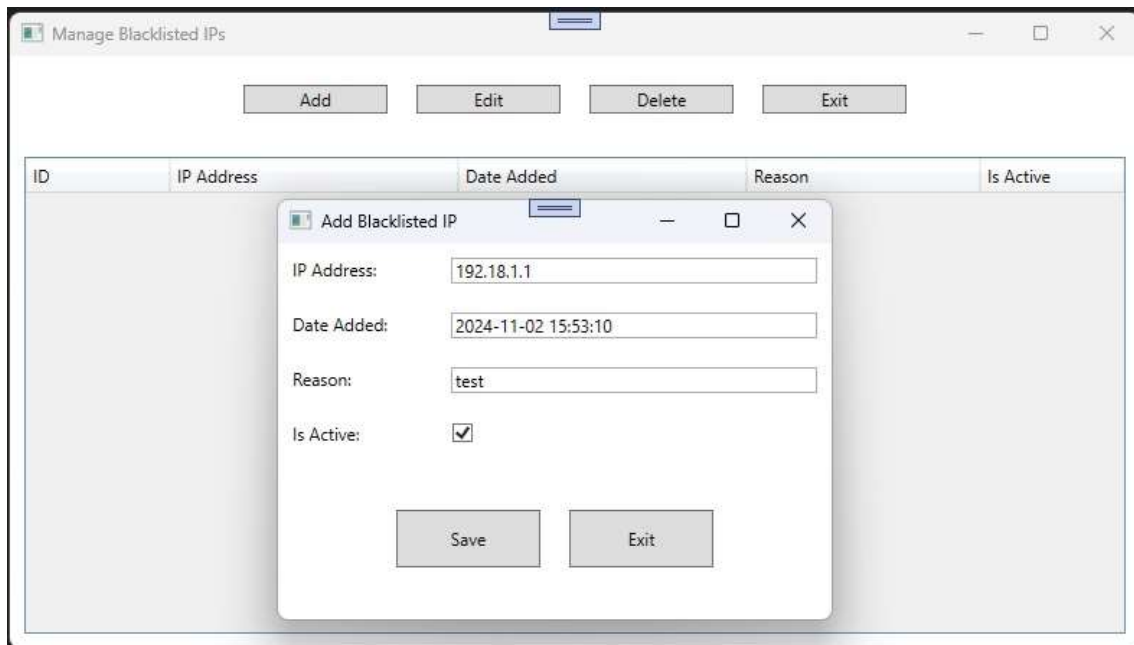 Manage Blacklisted IPs
Add Edit Delete Exit
ID IP Address Date Added Reason Is Active
Add Blacklisted IP
IP Address: 192.18.1.1
Date Added: 2024-11-02 15:53:10
Reason: test
Is Active:
Save Exit